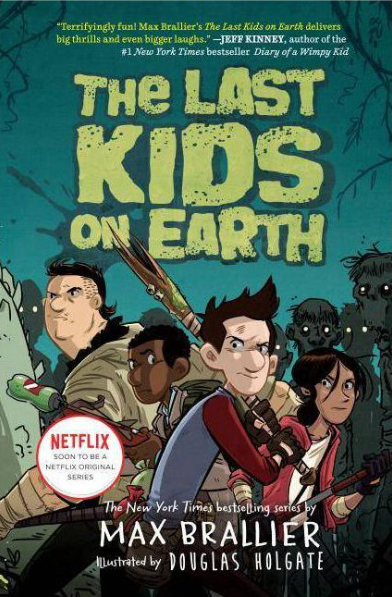 "Terrifyingly fun! Max Brallier's The Last Kids on Earth delivers
big thrills and even bigger laughs." —JEFF KINNEY, author of the
#1 New York Times bestseller Diary of a Wimpy Kid
THE LAST
KIDS
ON EARTH
NETFLIX
SOON TO BE A
NETFLIX ORIGINAL
SERIES
The New York Times bestselling series by
MAX BRALLIER
Illustrated by DOUGLAS HOLGATE